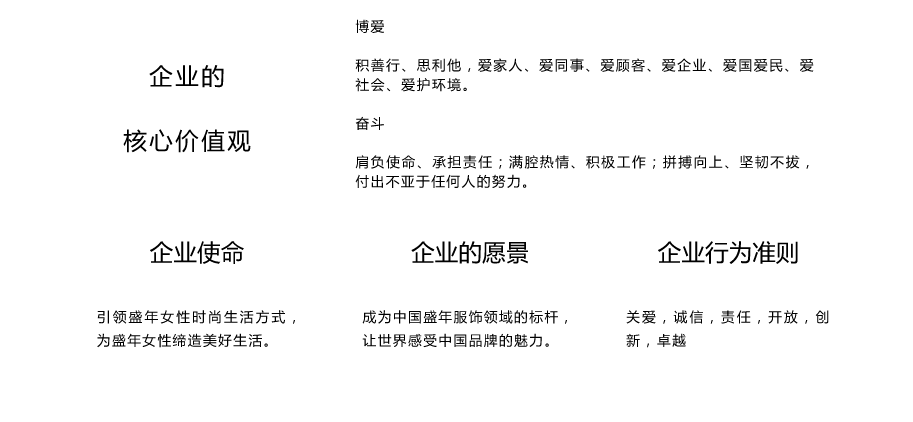 企业的
核心价值观
博爱
积善行、思利他，爱家人、爱同事、爱顾客、爱企业、爱国爱民、爱
社会、爱护环境。
奋斗
肩负使命、承担责任；满腔热情、积极工作；拼搏向上、坚韧不拔，
付出不亚于任何人的努力。
企业使命
引领盛年女性时尚生活方式，
为盛年女性缔造美好生活。
企业的愿景
成为中国盛年服饰领域的标杆，
让世界感受中国品牌的魅力。
企业行为准则
关爱，诚信，责任，开放，创
新，卓越